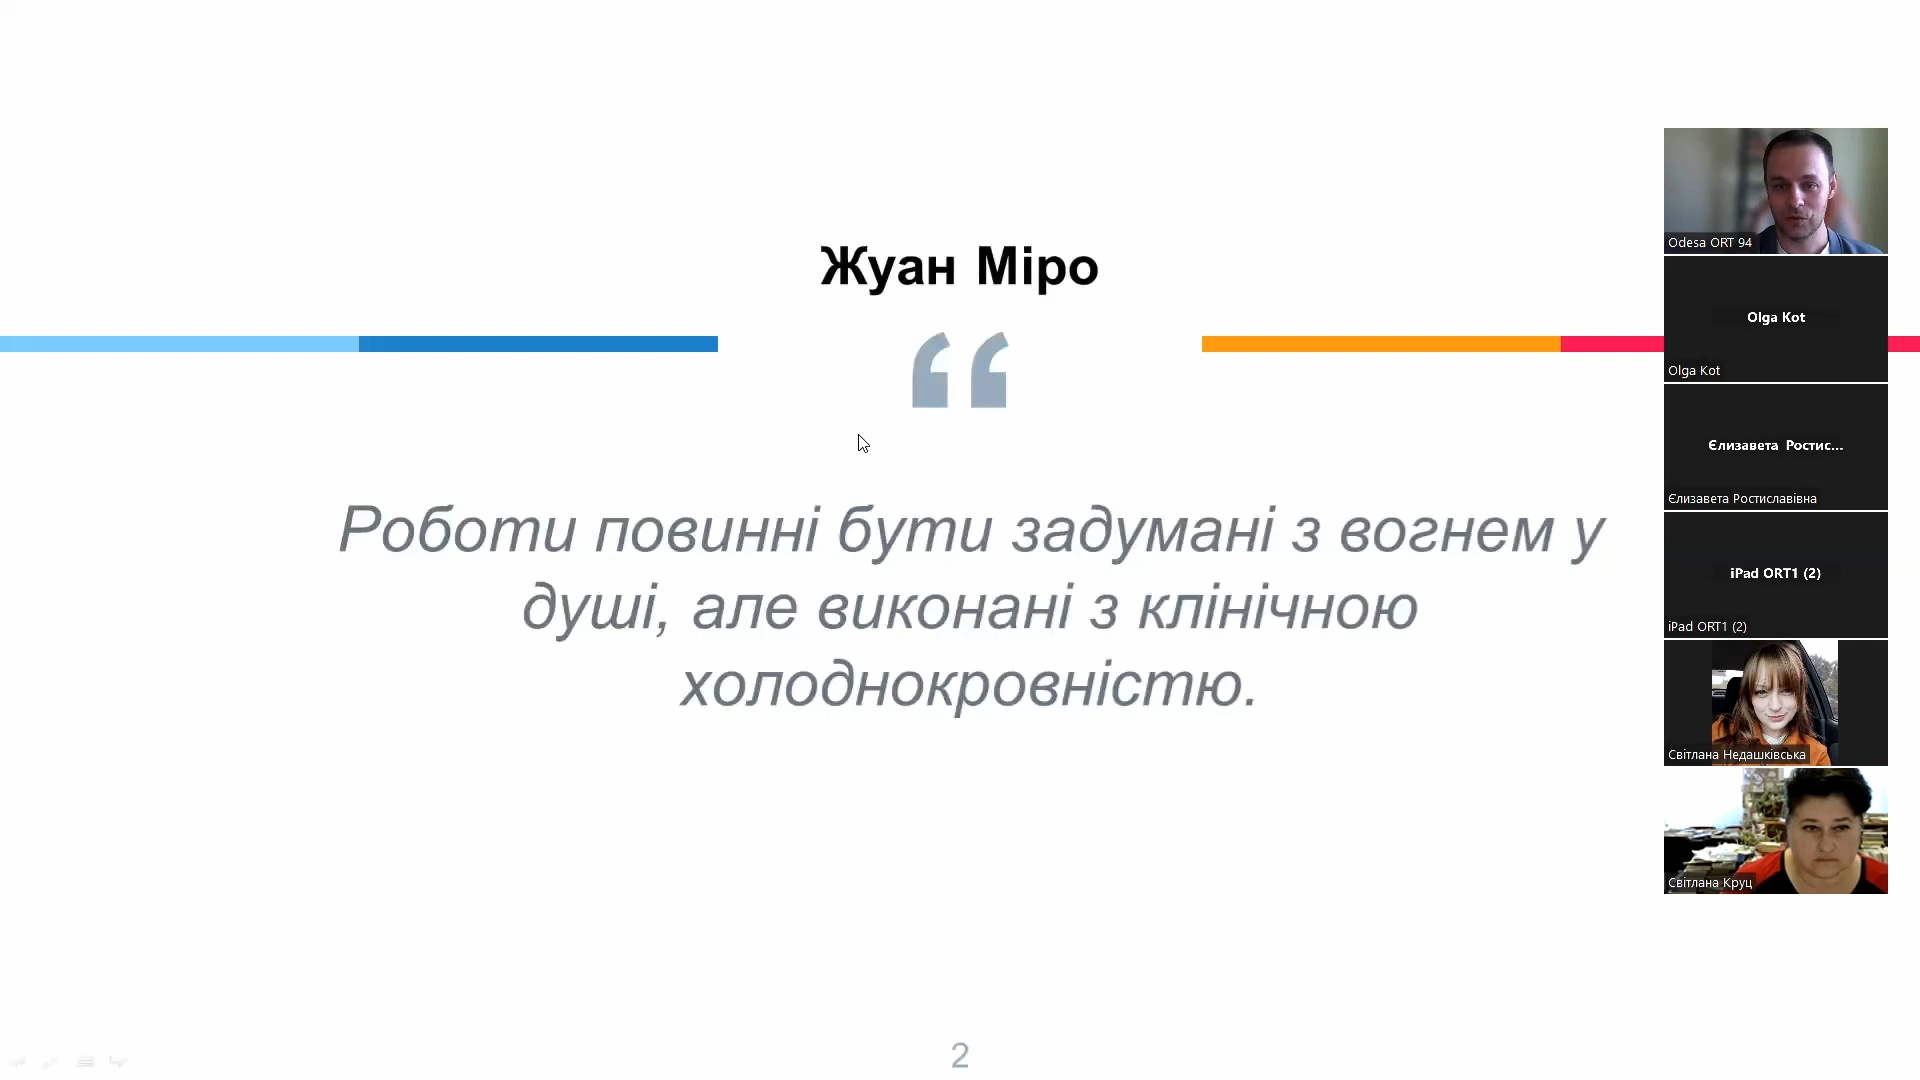 Жуан Міро
“
Роботи повинні бути задумані з вогнем у
душі, але виконані з клінічною
холоднокровністю.
2
Odesa ORT 94
Olga Kot
Olga Kot
Єлизавета Ростис...
Єлизавета Ростиславівна
iPad ORT1 (2)
iPad ORT1 (2)
Світлана Недашківська
Світлана Круц